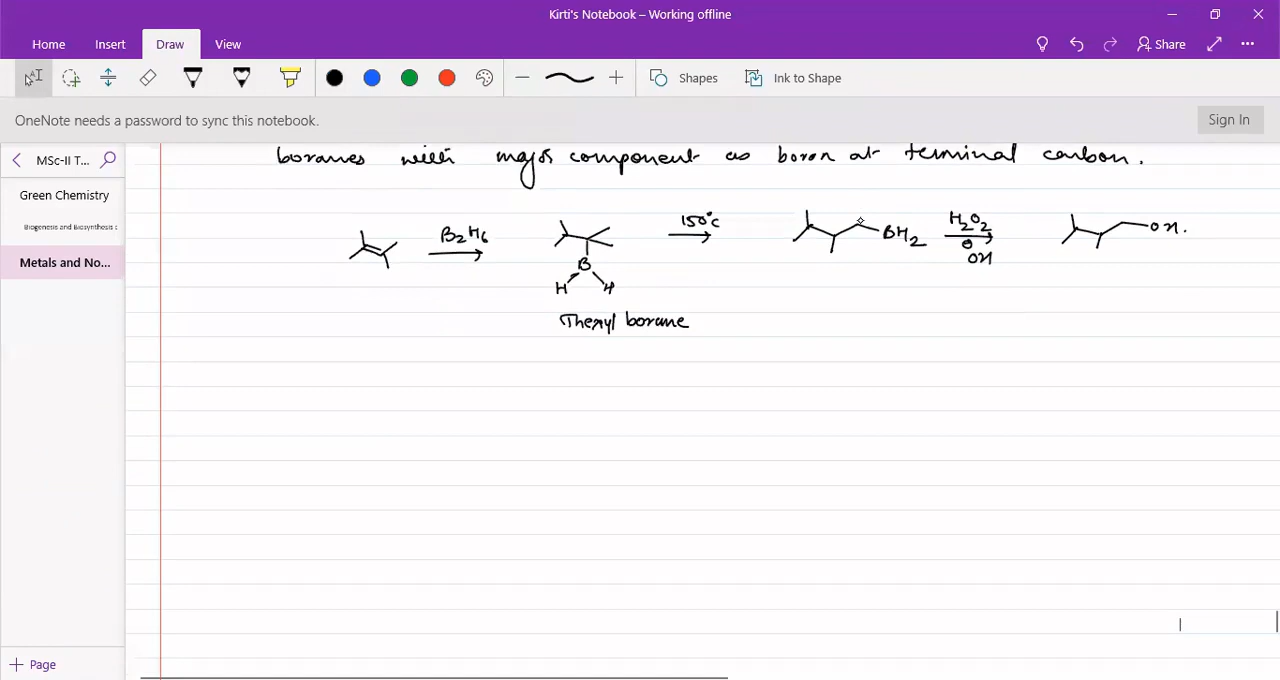 Kirti's Notebook – Working offline
Home Insert Draw View
Share
Shapes Ink to Shape
OneNote needs a password to sync this notebook.
Sign In
MSc-II T...
Green Chemistry
Biogenesis and Biosynthesis c
Metals and No...
boranes with major component as boron at terminal carbon.
B₂H₆
150°C
BH₂
H₂O₂
⊖
OH
OH.
B
H H
Thexyl borane
+ Page